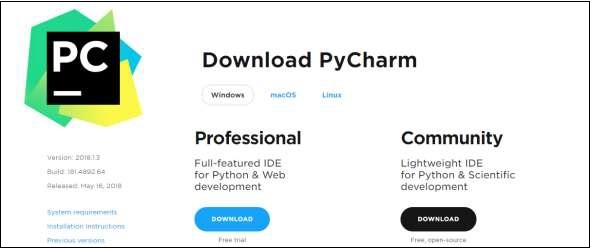 PC
Download PyCharm
Windows
macOS
Linux
Professional
Full-featured IDE
for Python & Web
development
DOWNLOAD
Free trial
Community
Lightweight IDE
for Python & Scientific
development
DOWNLOAD
Free, open-source
Version: 2018.1.3
Build: 181.4892.64
Released: May 16, 2018
System requirements
Installation Instructions
Previous versions